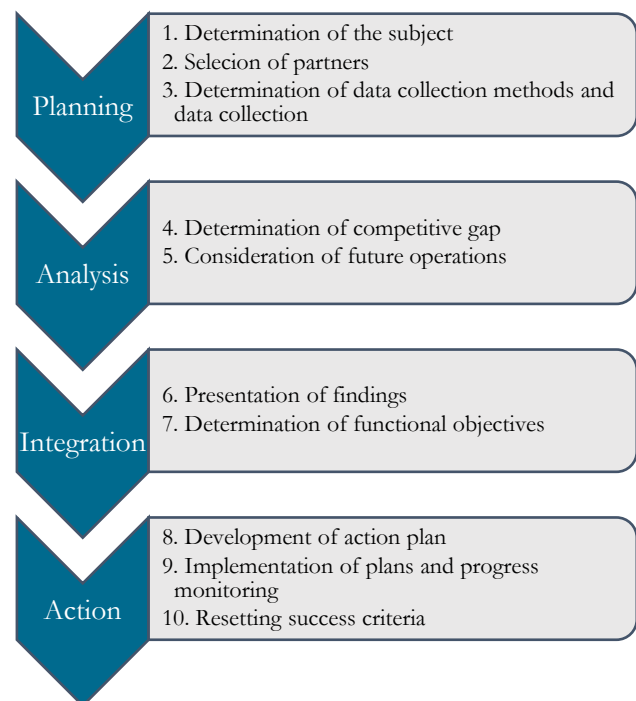 Planning
1. Determination of the subject
2. Selecion of partners
3. Determination of data collection methods and
data collection
Analysis
4. Determination of competitive gap
5. Consideration of future operations
Integration
6. Presentation of findings
7. Determination of functional objectives
Action
8. Development of action plan
9. Implementation of plans and progress
monitoring
10. Resetting success criteria